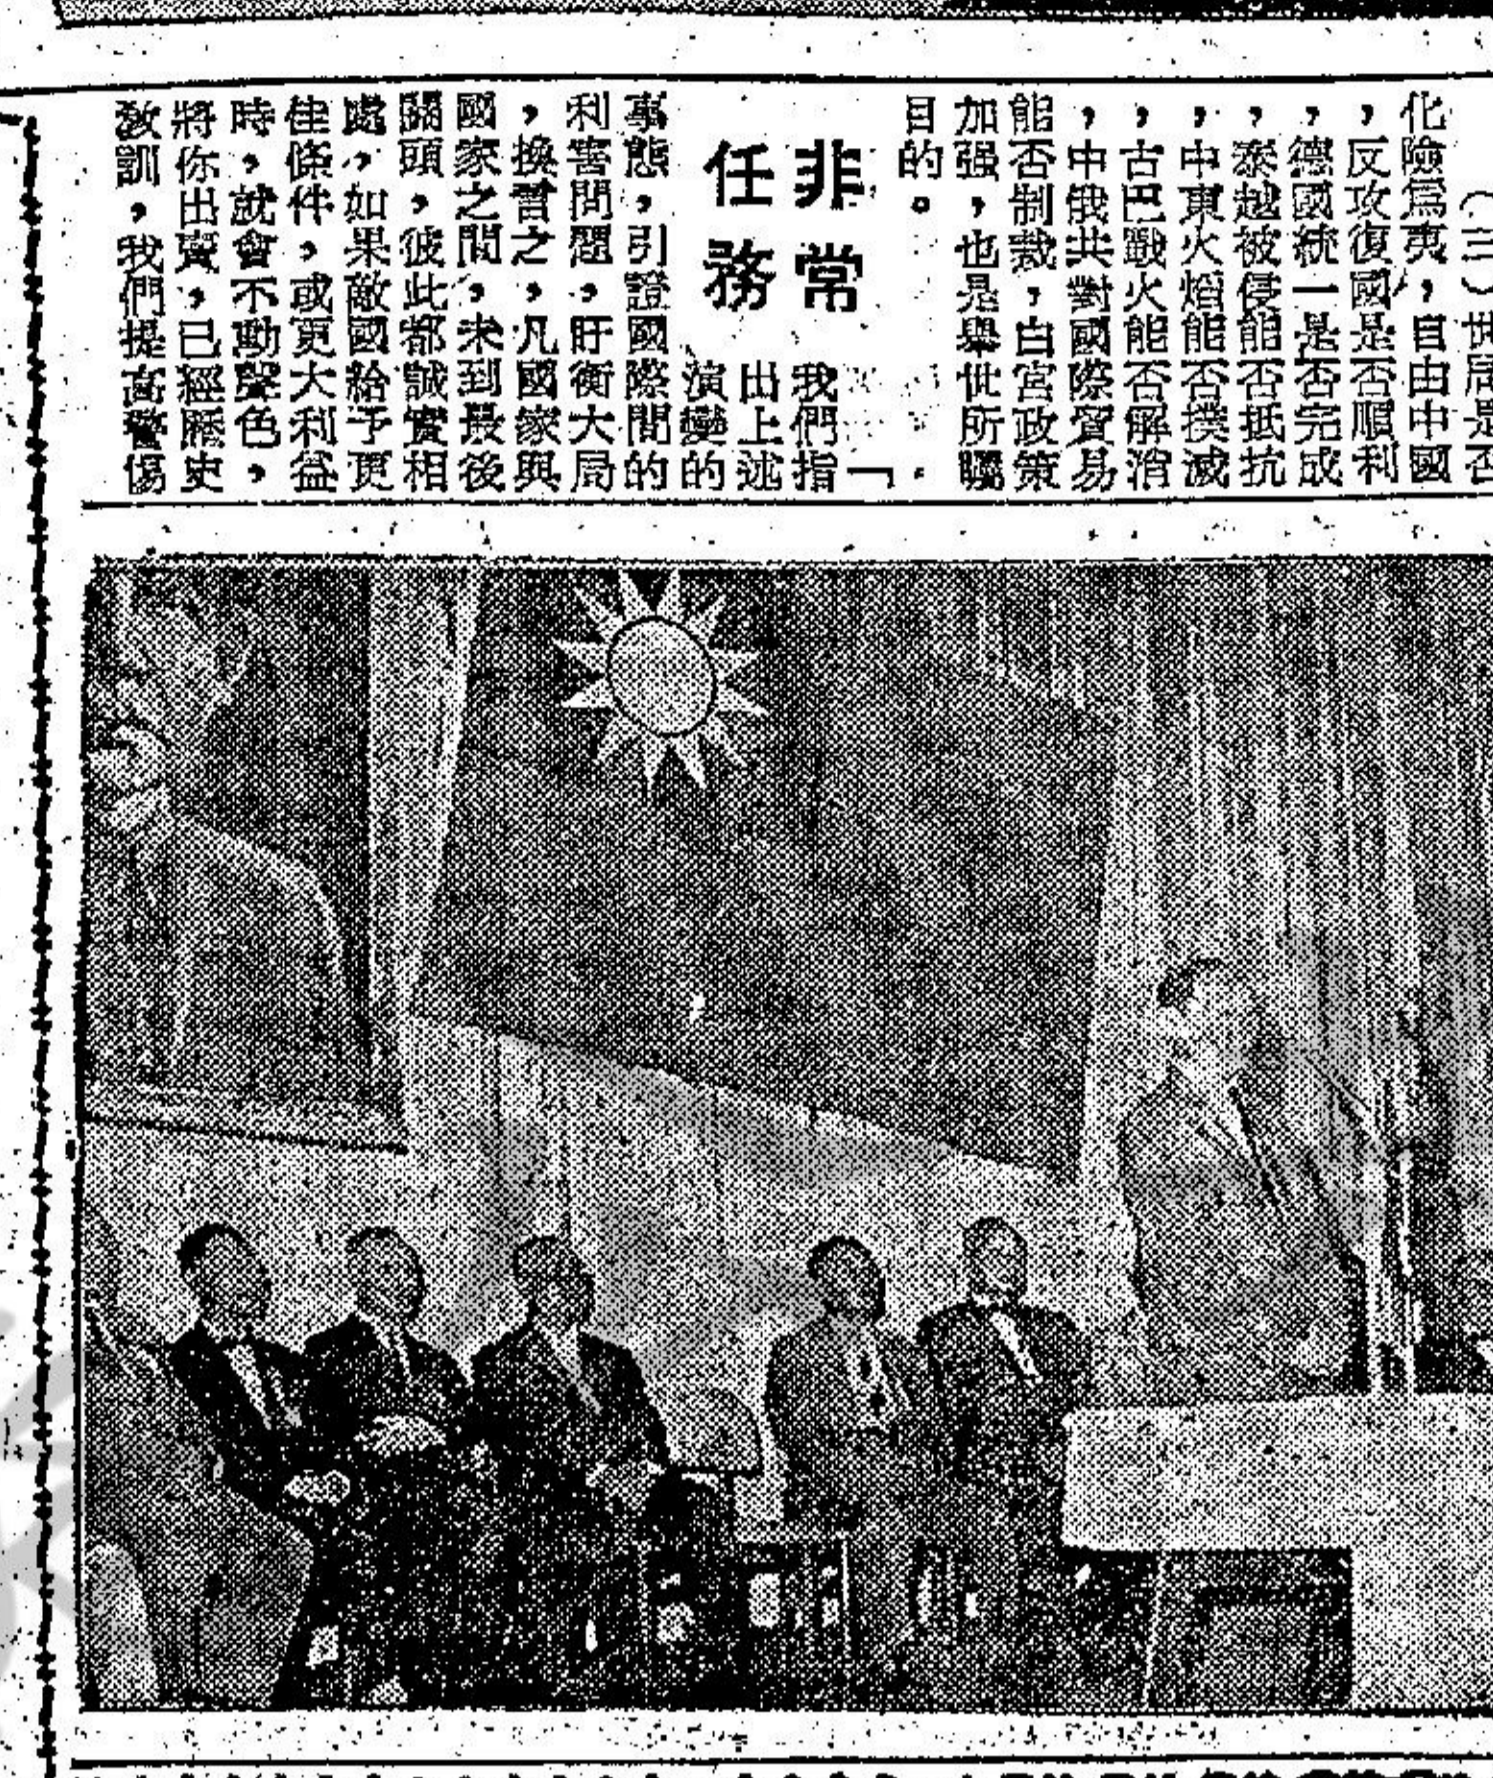 （三）世局是否
化險為夷，自由中國
，反攻復國是否順利
，德國統一是否完成
，泰越被侵能否抵抗
，中東火焰能否撲滅
，古巴戰火能否解消
，中俄共對國際貿易
能否制裁，白宮政策
加强，也是舉世所矚
目的。
非常
任務
「
我們指
出上述
演變的
事態，引證國際間的
利害問題，盱衡大局
，換言之，凡國家與
國家之間，未到最後
關頭，彼此都誠實相
處，如果敵國給予更
佳條件，或更大利益
時，就會不動聲色，
將你出賣，已經歷史
教訓，我們提高警惕